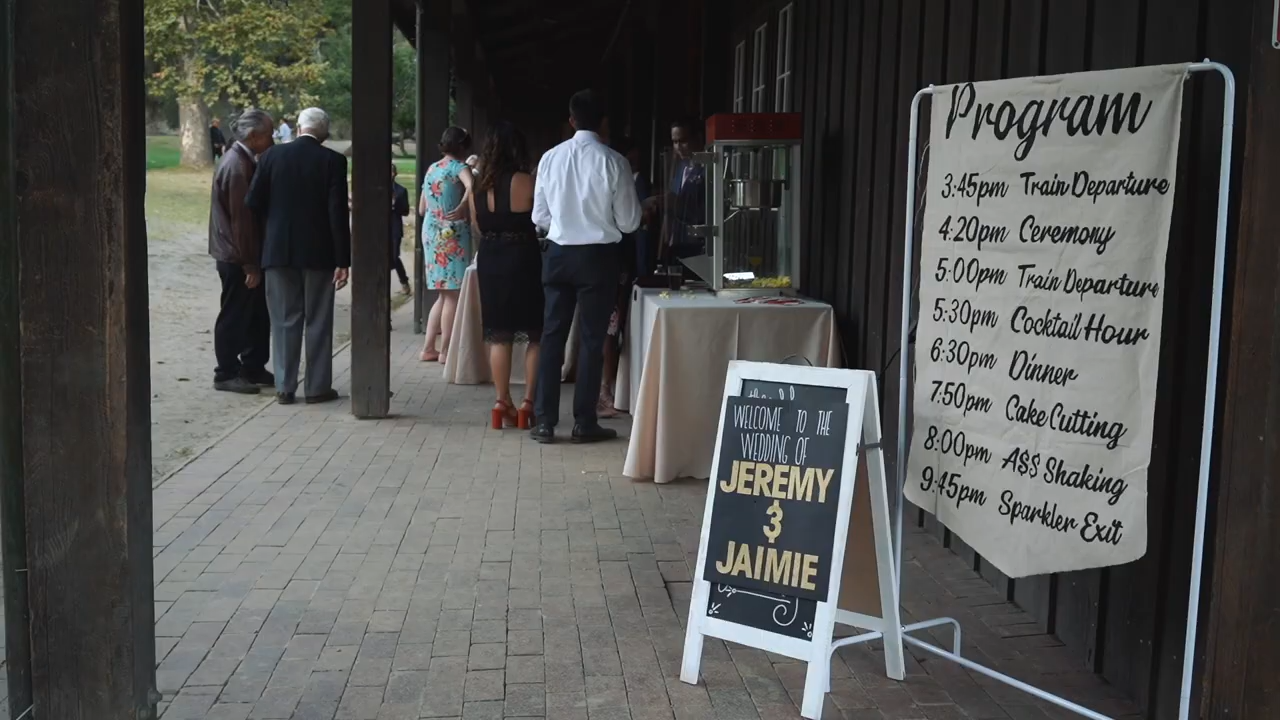 Program
3:45pm Train Departure
4:20pm Ceremony
5:00pm Train Departure
5:30pm Cocktail Hour
6:30pm Dinner
7:50pm Cake Cutting
8:00pm A$$ Shaking
9:45pm Sparkler Exit
WELCOME TO THE
WEDDING OF
JEREMY
&
JAIMIE